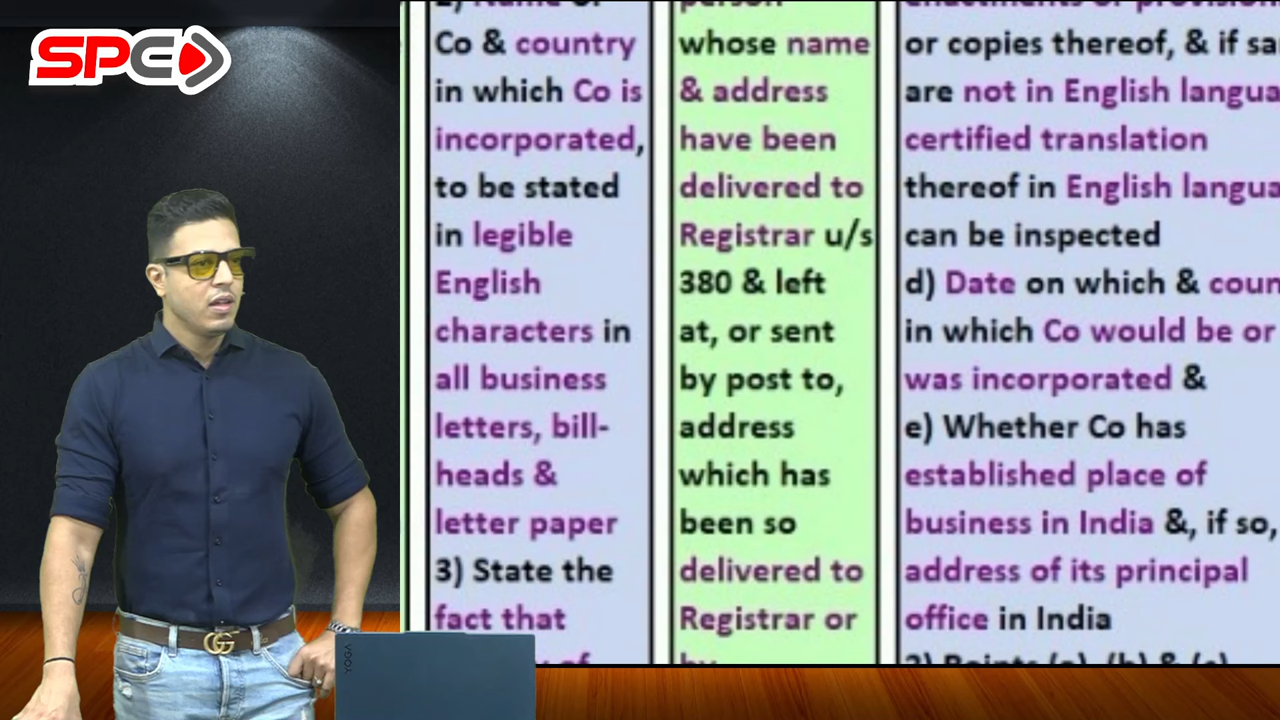 SPE
Co & country
in which Co is
incorporated,
to be stated
in legible
English
characters in
all business
letters, bill-
heads &
letter paper
3) State the
fact that
person
whose name
& address
have been
delivered to
Registrar u/s
380 & left
at, or sent
by post to,
address
which has
been so
delivered to
Registrar or
or copies thereof, & if sa
are not in English langua
certified translation
thereof in English langua
can be inspected
d) Date on which & coun
in which Co would be or
was incorporated &
e) Whether Co has
established place of
business in India &, if so,
address of its principal
office in India
YOGA